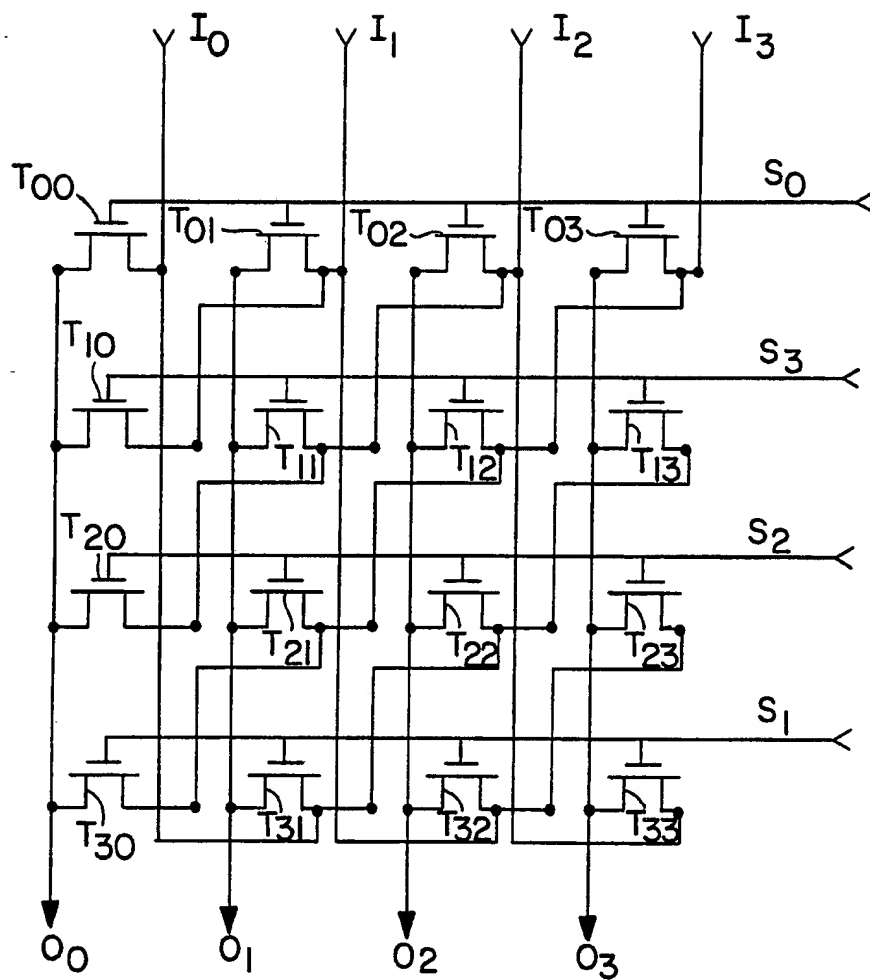 I0 I1 I2 I3
T00 S0
T01 T02 T03
T10 S3
T11 T12 T13
T20 S2
T21 T22 T23
S1
T30 T31 T32 T33
O0 O1 O2 O3